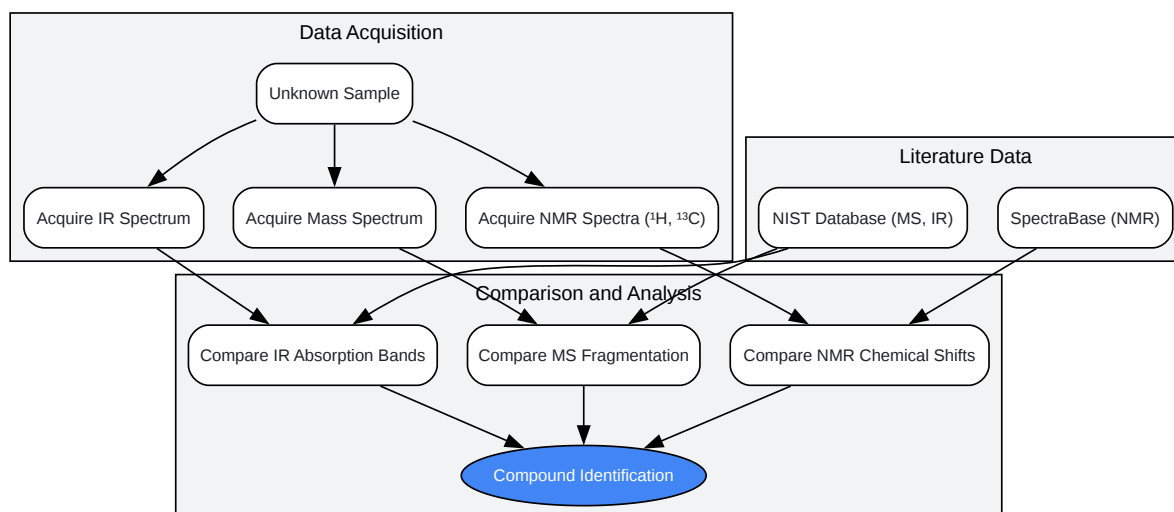 Data Acquisition
Unknown Sample
Literature Data
Acquire IR Spectrum
Acquire Mass Spectrum
Acquire NMR Spectra (¹H, ¹³C)
NIST Database (MS, IR)
SpectraBase (NMR)
Comparison and Analysis
Compare IR Absorption Bands
Compare MS Fragmentation
Compare NMR Chemical Shifts
Compound Identification